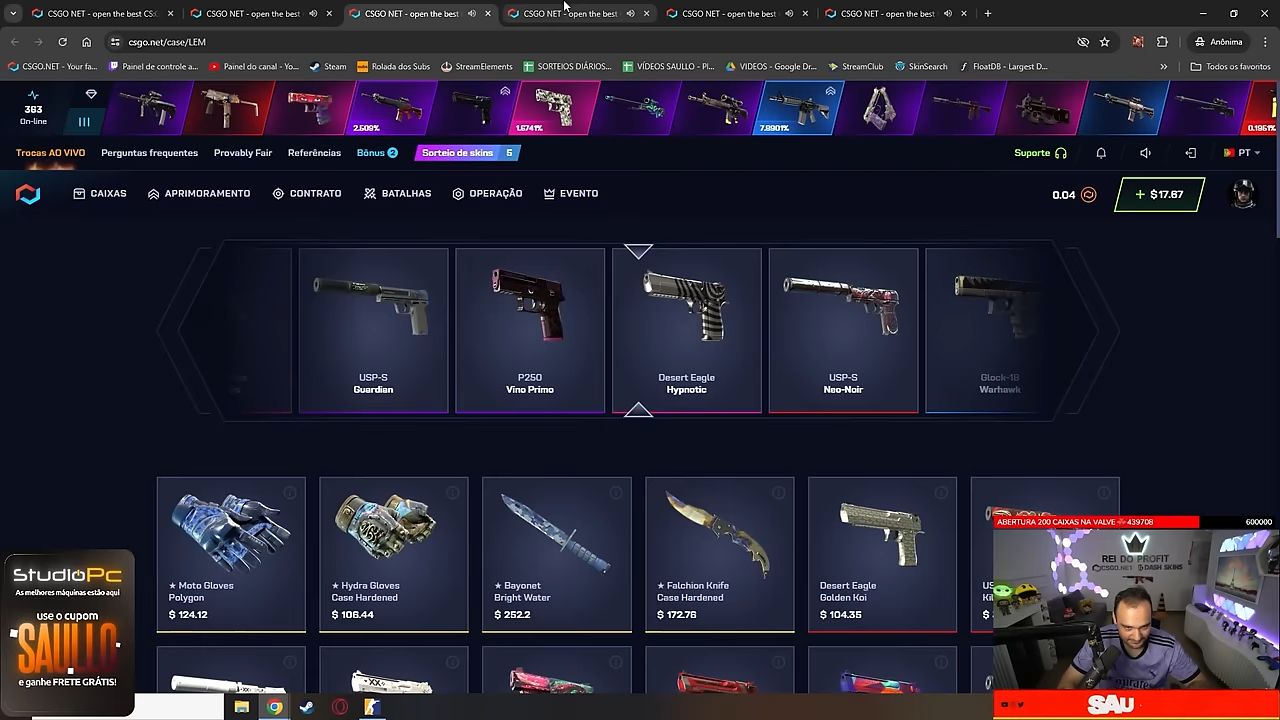 CSGO.NET - open the best CS:G
CSGO.NET - open the best
CSGO.NET - open the best
CSGO.NET - open the best
CSGO.NET - open the best
CSGO.NET - open the best
csgo.net/case/LEM
Anônima
CSGO.NET - Your fa...
Painel de controle a...
Painel do canal - Yo...
Steam
Rolada dos Subs
StreamElements
SORTEIOS DIÁRIOS...
VÍDEOS SAULLO - Pl...
VIDEOS - Google Dr...
StreamClub
SkinSearch
FloatDB - Largest D...
Todos os favoritos
363
On-line
2.509%
1.6741%
7.8901%
0.1951%
Trocas AO VIVO
Perguntas frequentes
Provably Fair
Referências
Bônus 2
Sorteio de skins 5
Suporte
PT
CAIXAS
APRIMORAMENTO
CONTRATO
BATALHAS
OPERAÇÃO
EVENTO
0.04
+ $17.67
USP-S
Guardian
P250
Vino Primo
Desert Eagle
Hypnotic
USP-S
Neo-Noir
Glock-18
Warhawk
★ Moto Gloves
Polygon
$ 124.12
★ Hydra Gloves
Case Hardened
$ 106.44
★ Bayonet
Bright Water
$ 252.2
★ Falchion Knife
Case Hardened
$ 172.76
Desert Eagle
Golden Koi
$ 104.35
ABERTURA 200 CAIXAS NA VALVE
439708
600000
REI DO PROFIT
CSGO.NET
DASH SKINS
STUDIOPC
As melhores máquinas estão aqui
use o cupom
SAULLO
e ganhe FRETE GRÁTIS!
SAU